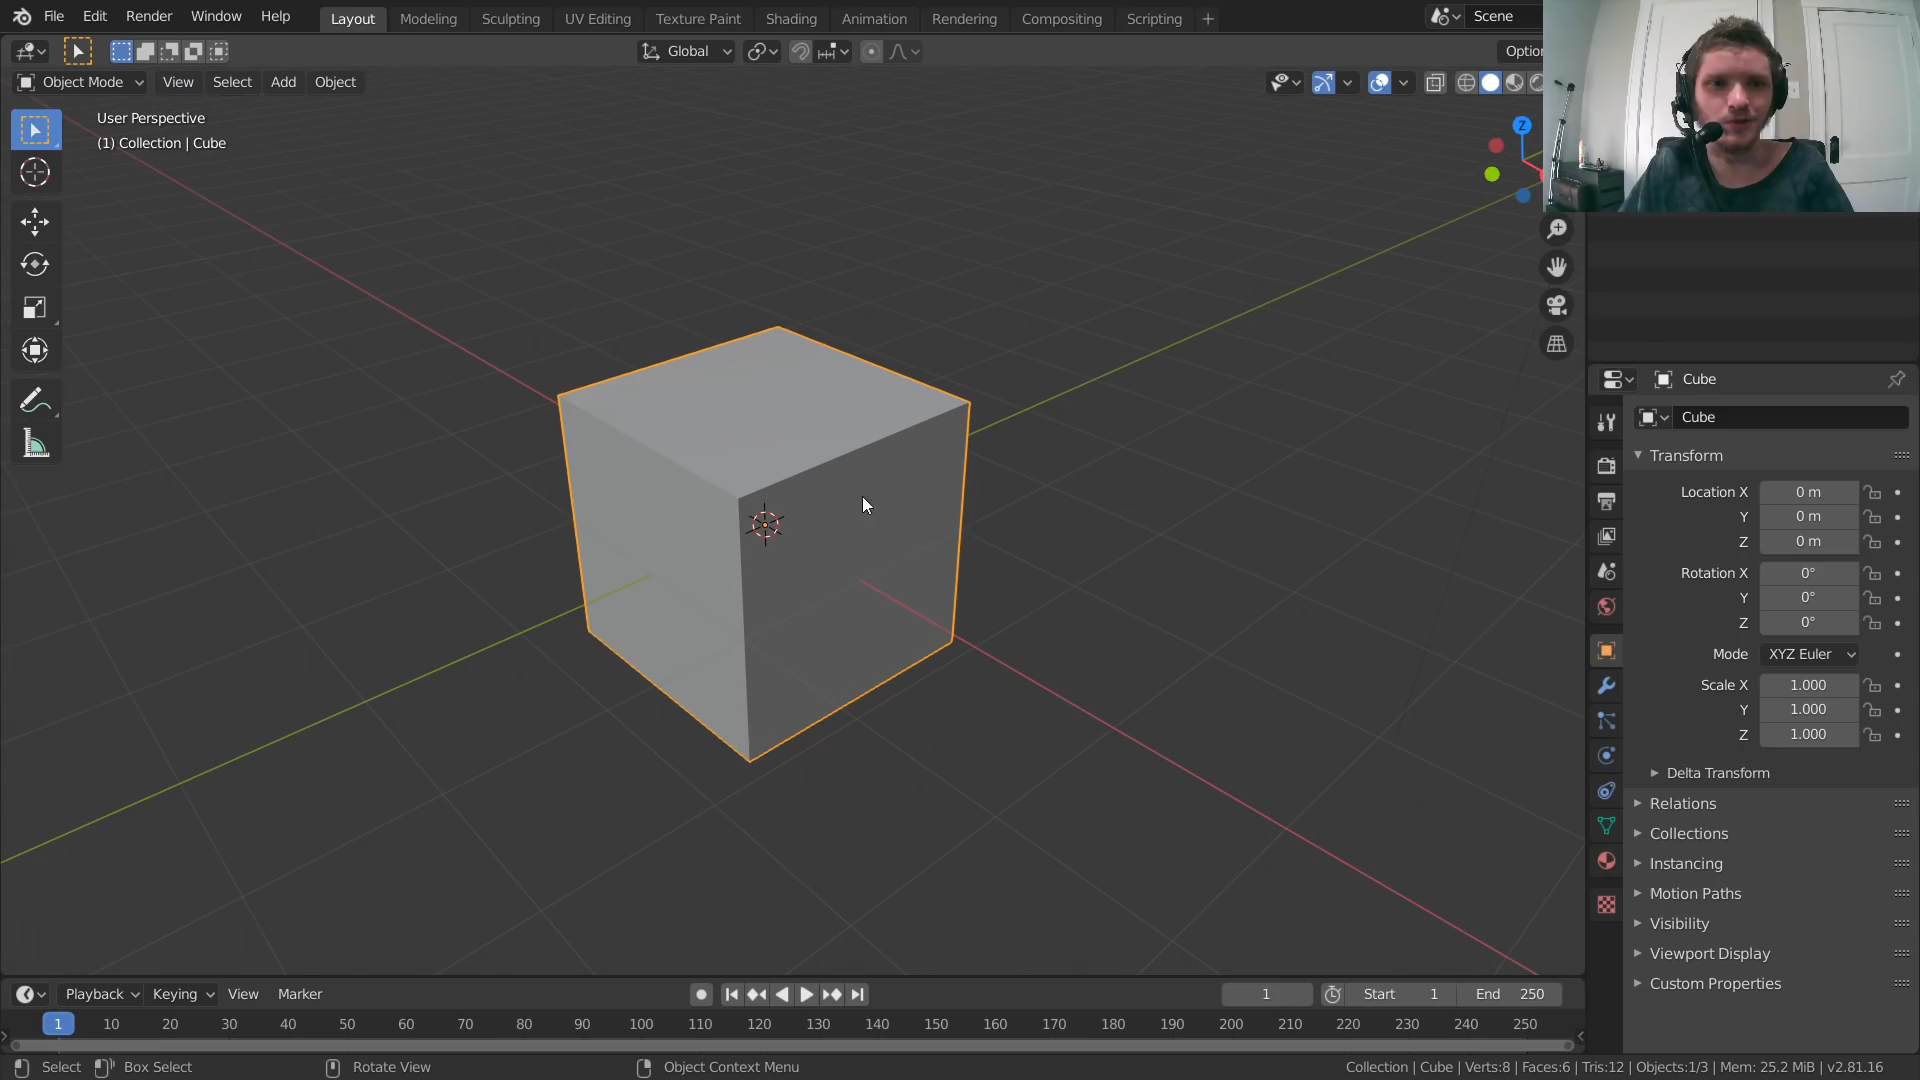 File Edit Render Window Help Layout Modeling Sculpting UV Editing Texture Paint Shading Animation Rendering Compositing Scripting + Scene
Global Optio
Object Mode View Select Add Object
User Perspective
(1) Collection | Cube
Z
Cube
Cube
Transform
Location X 0 m
Y 0 m
Z 0 m
Rotation X 0°
Y 0°
Z 0°
Mode XYZ Euler
Scale X 1.000
Y 1.000
Z 1.000
Delta Transform
Relations
Collections
Instancing
Motion Paths
Visibility
Viewport Display
Custom Properties
Playback Keying View Marker 1 Start 1 End 250
1 10 20 30 40 50 60 70 80 90 100 110 120 130 140 150 160 170 180 190 200 210 220 230 240 250
Select Box Select Rotate View Object Context Menu Collection | Cube | Verts:8 | Faces:6 | Tris:12 | Objects:1/3 | Mem: 25.2 MiB | v2.81.16